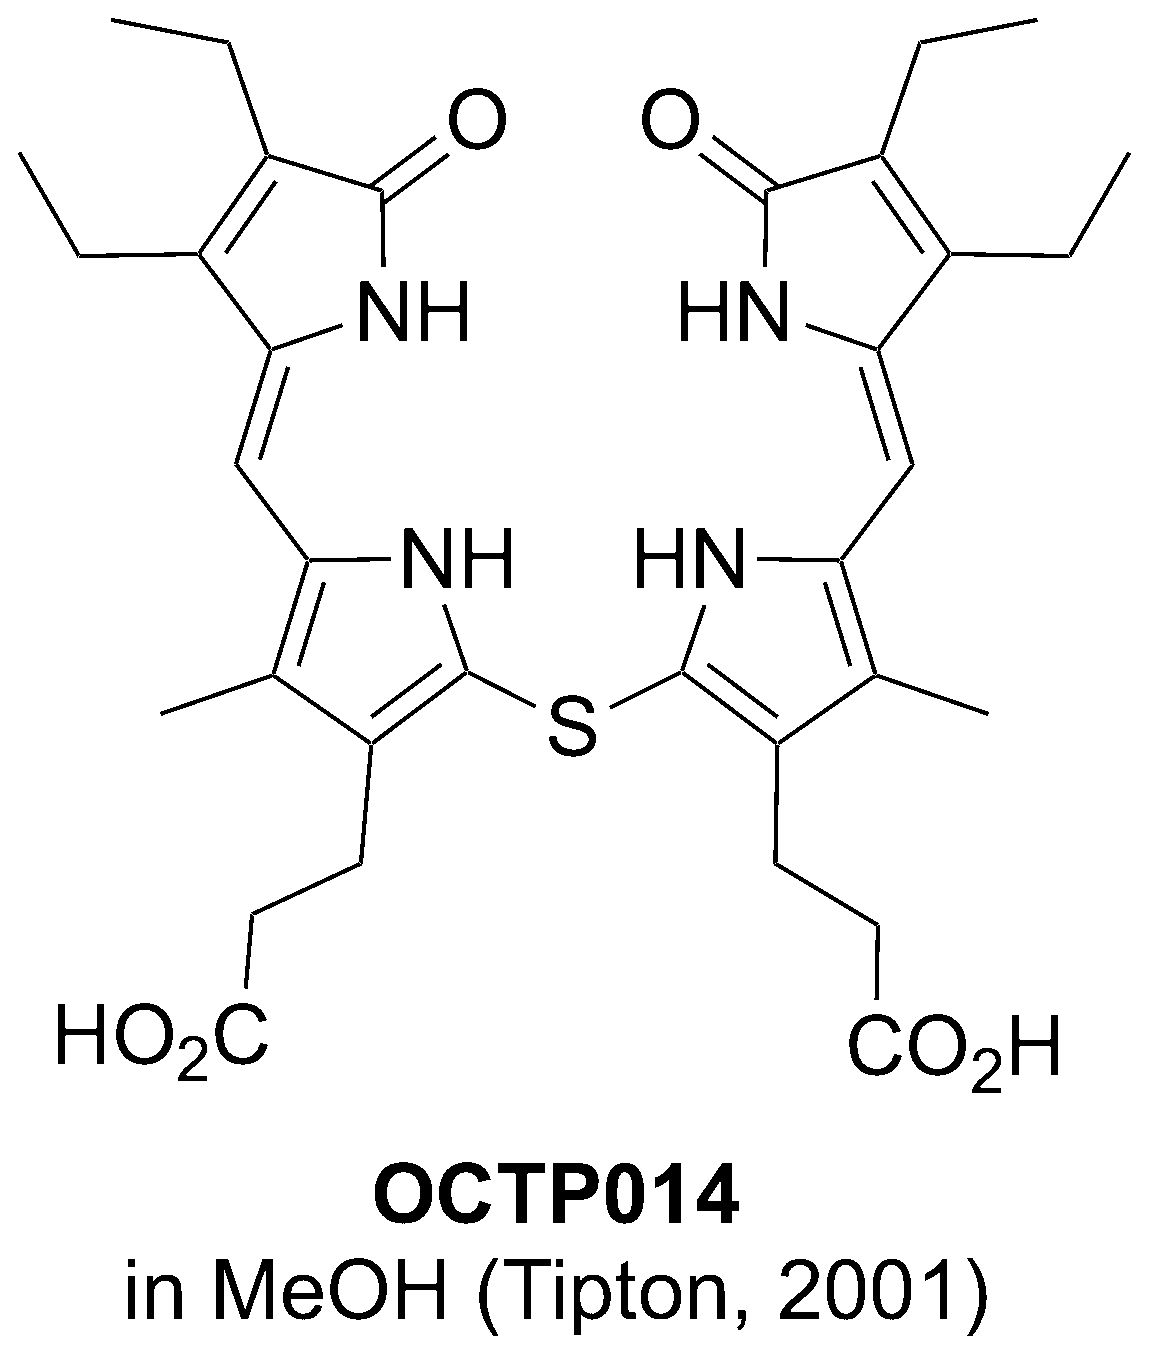 O O
NH HN
NH HN
S
HO2C CO2H
OCTP014
in MeOH (Tipton, 2001)